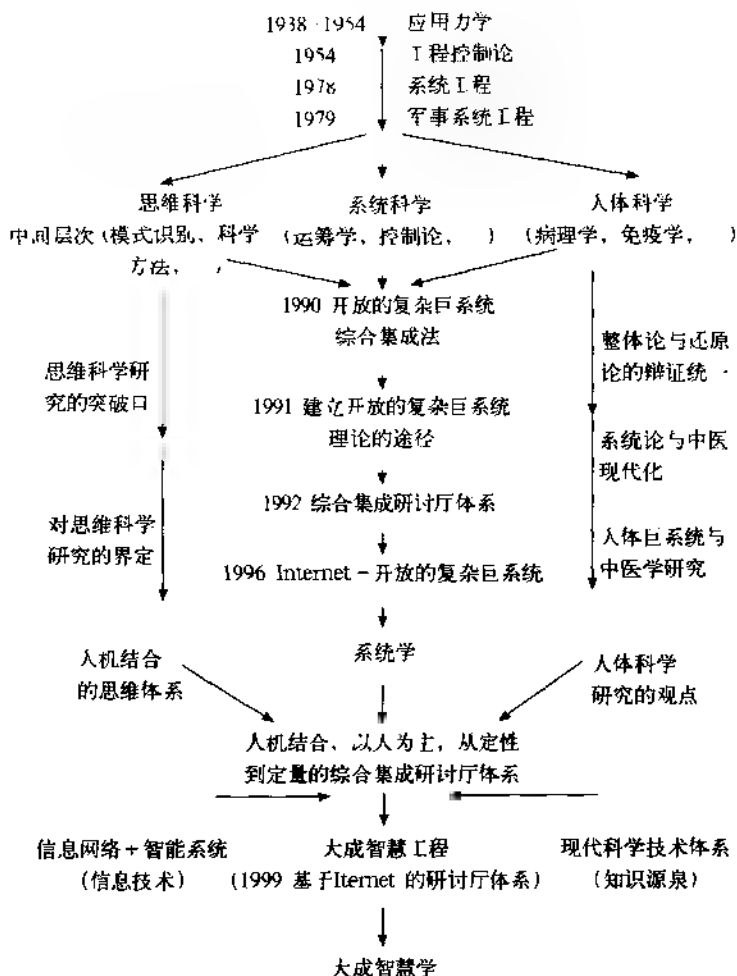 1938-1954 应用力学
1954 工程控制论
1978 系统工程
1979 军事系统工程
思维科学
中间层次(模式识别、科学
方法,    )
系统科学
(运筹学,控制论,    )
人体科学
(病理学,免疫学,    )
1990 开放的复杂巨系统
综合集成法
思维科学研
究的突破口
整体论与还原
论的辩证统一
1991 建立开放的复杂巨系统
理论的途径
系统论与中医
现代化
1992 综合集成研讨厅体系
对思维科学
研究的界定
人体巨系统与
中医学研究
1996 Internet-开放的复杂巨系统
人机结合
的思维体系
系统学
人体科学
研究的观点
人机结合、以人为主,从定性
到定量的综合集成研讨厅体系
信息网络+智能系统
(信息技术)
大成智慧工程
(1999 基于Iternet 的研讨厅体系)
现代科学技术体系
(知识源泉)
大成智慧学